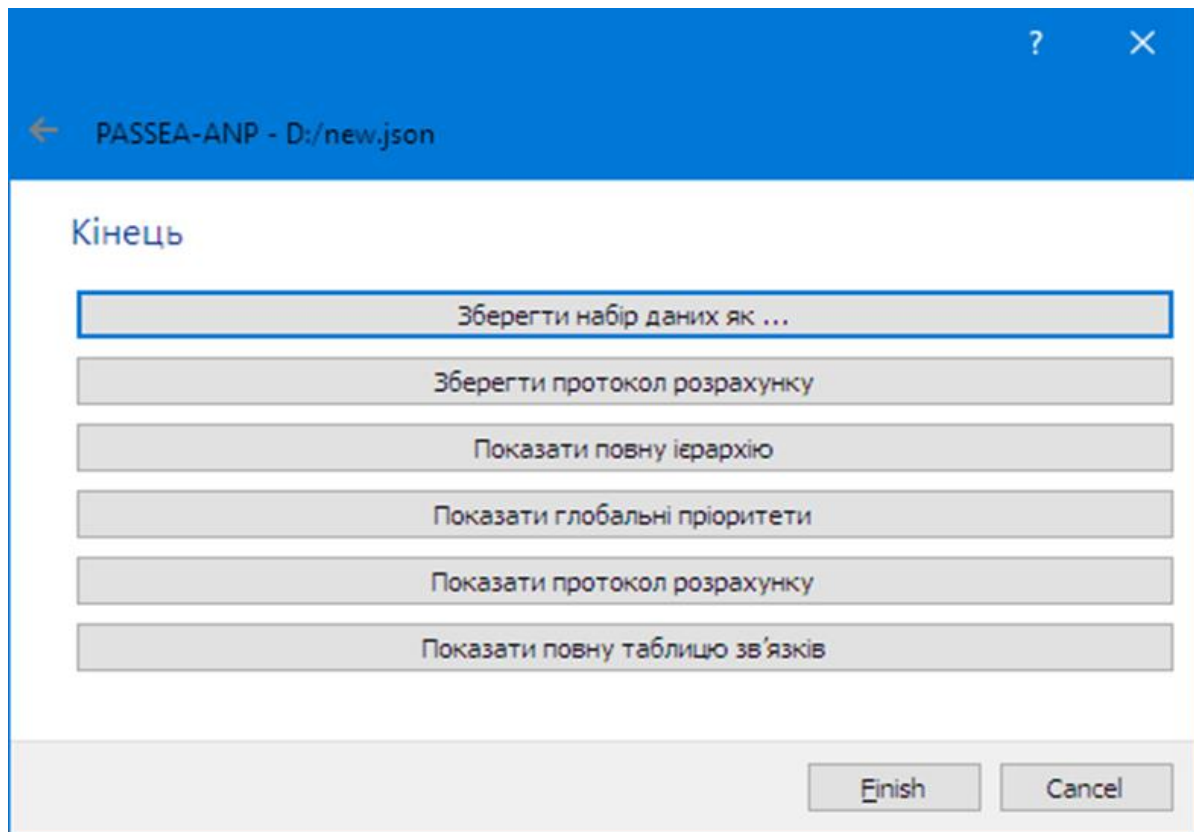 ?
PASSEA-ANP - D:/new.json
Кінець
Зберегти набір даних як ...
Зберегти протокол розрахунку
Показати повну ієрархію
Показати глобальні пріоритети
Показати протокол розрахунку
Показати повну таблицю зв’язків
Finish Cancel